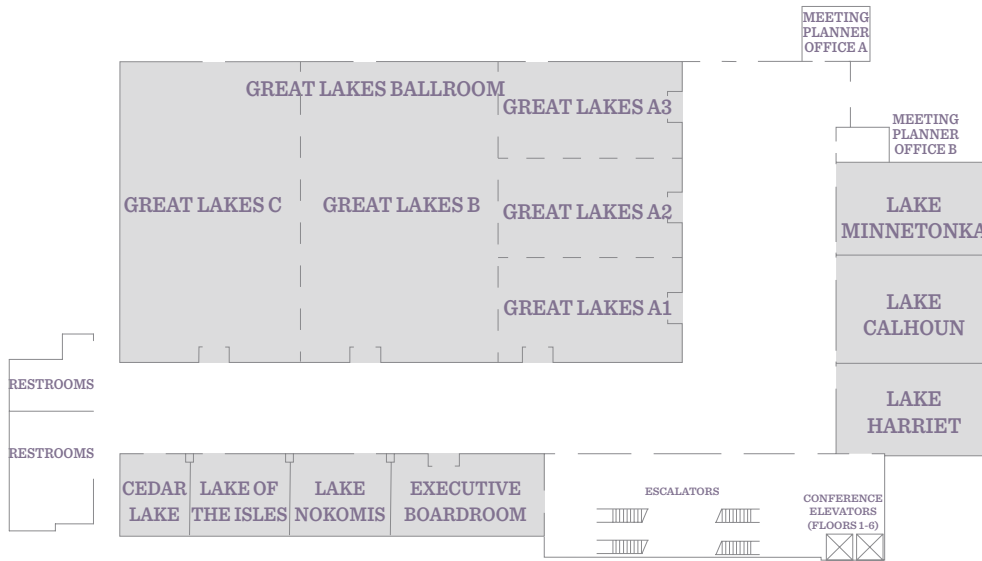 MEETING
PLANNER
OFFICE A
GREAT LAKES BALLROOM
GREAT LAKES A3
MEETING
PLANNER
OFFICE B
GREAT LAKES C
GREAT LAKES B
GREAT LAKES A2
LAKE
MINNETONKA
GREAT LAKES A1
LAKE
CALHOUN
RESTROOMS
LAKE
HARRIET
RESTROOMS
CEDAR
LAKE
LAKE OF
THE ISLES
LAKE
NOKOMIS
EXECUTIVE
BOARDROOM
ESCALATORS
CONFERENCE
ELEVATORS
(FLOORS 1-6)